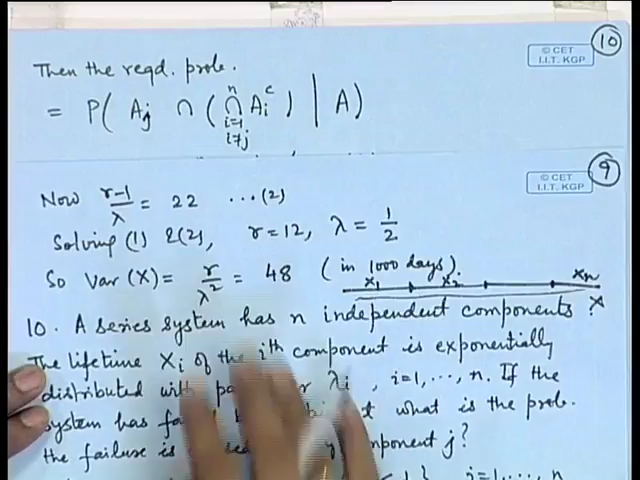 10
© CET
I.I.T. KGP
Then the reqd. prob.
= P( Aj ∩ ( ∩ Aiᶜ ) | A)
n
i=1
i≠j
9
© CET
I.I.T. KGP
Now (r-1)/λ = 22 ...(2)
Solving (1) & (2), r = 12, λ = 1/2
So Var (X) = r/λ² = 48 (in 1000 days).
x1 x2 xn
X
10. A series system has n independent components.
The lifetime Xi of the ith component is exponentially
distributed with λi, i=1,..., n. If the
system has what is the prob.
the failure is component j?
i=1,..., n